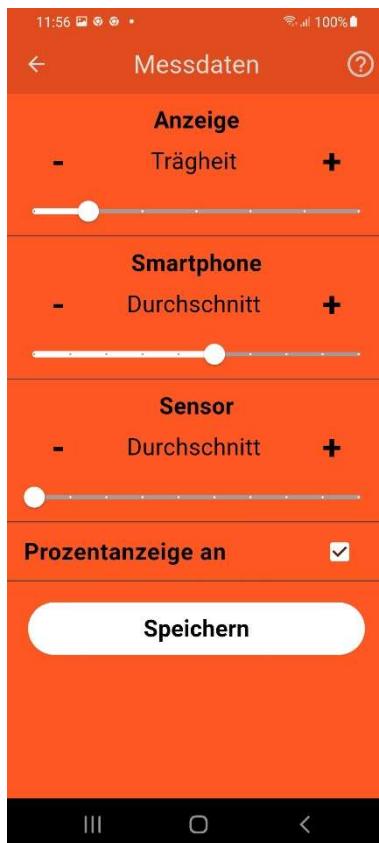 11:56 100%
Messdaten ?
Anzeige
- Trägheit +
Smartphone
- Durchschnitt +
Sensor
- Durchschnitt +
Prozentanzeige an
Speichern